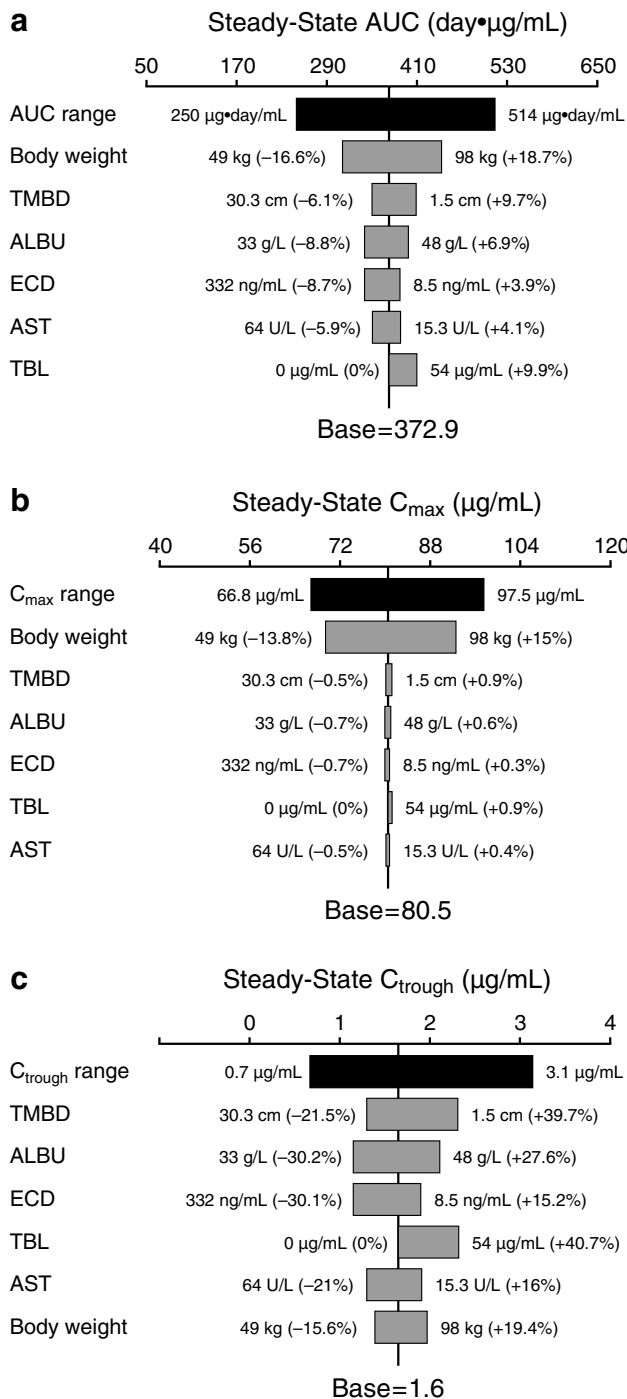 a Steady-State AUC (day•µg/mL)
50 170 290 410 530 650
AUC range 250 µg•day/mL 514 µg•day/mL
Body weight 49 kg (–16.6%) 98 kg (+18.7%)
TMBD 30.3 cm (–6.1%) 1.5 cm (+9.7%)
ALBU 33 g/L (–8.8%) 48 g/L (+6.9%)
ECD 332 ng/mL (–8.7%) 8.5 ng/mL (+3.9%)
AST 64 U/L (–5.9%) 15.3 U/L (+4.1%)
TBL 0 µg/mL (0%) 54 µg/mL (+9.9%)
Base=372.9
b Steady-State Cmax (µg/mL)
40 56 72 88 104 120
Cmax range 66.8 µg/mL 97.5 µg/mL
Body weight 49 kg (–13.8%) 98 kg (+15%)
TMBD 30.3 cm (–0.5%) 1.5 cm (+0.9%)
ALBU 33 g/L (–0.7%) 48 g/L (+0.6%)
ECD 332 ng/mL (–0.7%) 8.5 ng/mL (+0.3%)
TBL 0 µg/mL (0%) 54 µg/mL (+0.9%)
AST 64 U/L (–0.5%) 15.3 U/L (+0.4%)
Base=80.5
c Steady-State Ctrough (µg/mL)
0 1 2 3 4
Ctrough range 0.7 µg/mL 3.1 µg/mL
TMBD 30.3 cm (–21.5%) 1.5 cm (+39.7%)
ALBU 33 g/L (–30.2%) 48 g/L (+27.6%)
ECD 332 ng/mL (–30.1%) 8.5 ng/mL (+15.2%)
TBL 0 µg/mL (0%) 54 µg/mL (+40.7%)
AST 64 U/L (–21%) 15.3 U/L (+16%)
Body weight 49 kg (–15.6%) 98 kg (+19.4%)
Base=1.6